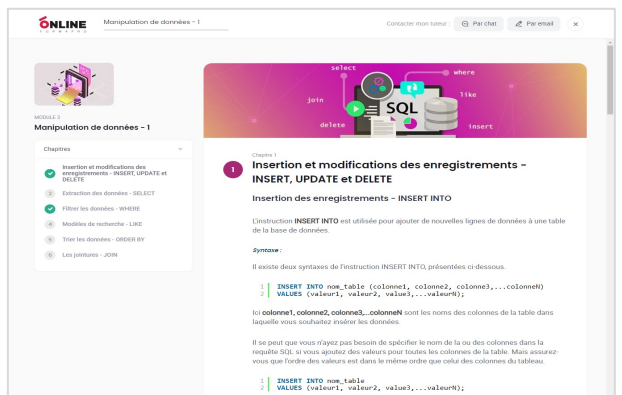 ONLINE
FORMAPRO
Manipulation de données - 1
Contacter mon tuteur :
Par chat
Par email
×
MODULE 3
Manipulation de données - 1
Chapitres
Insertion et modifications des
enregistrements - INSERT, UPDATE et
DELETE
2 Extraction des données - SELECT
Filtrer les données - WHERE
4 Modèles de recherche - LIKE
5 Trier les données - ORDER BY
6 Les jointures - JOIN
select
where
join
like
SQL
delete
insert
1
Chapitre 1
Insertion et modifications des enregistrements -
INSERT, UPDATE et DELETE
Insertion des enregistrements - INSERT INTO
L'instruction INSERT INTO est utilisée pour ajouter de nouvelles lignes de données à une table
de la base de données.
Syntaxe :
Il existe deux syntaxes de l'instruction INSERT INTO, présentées ci-dessous.
1 INSERT INTO nom_table (colonne1, colonne2, colonne3,...colonneN)
2 VALUES (valeur1, valeur2, value3,...valeurN);
Ici colonne1, colonne2, colonne3,...colonneN sont les noms des colonnes de la table dans
laquelle vous souhaitez insérer les données.
Il se peut que vous n'ayez pas besoin de spécifier le nom de la ou des colonnes dans la
requête SQL si vous ajoutez des valeurs pour toutes les colonnes de la table. Mais assurez-
vous que l'ordre des valeurs est dans le même ordre que celui des colonnes du tableau.
1 INSERT INTO nom_table
2 VALUES (valeur1, valeur2, value3,...valeurN);